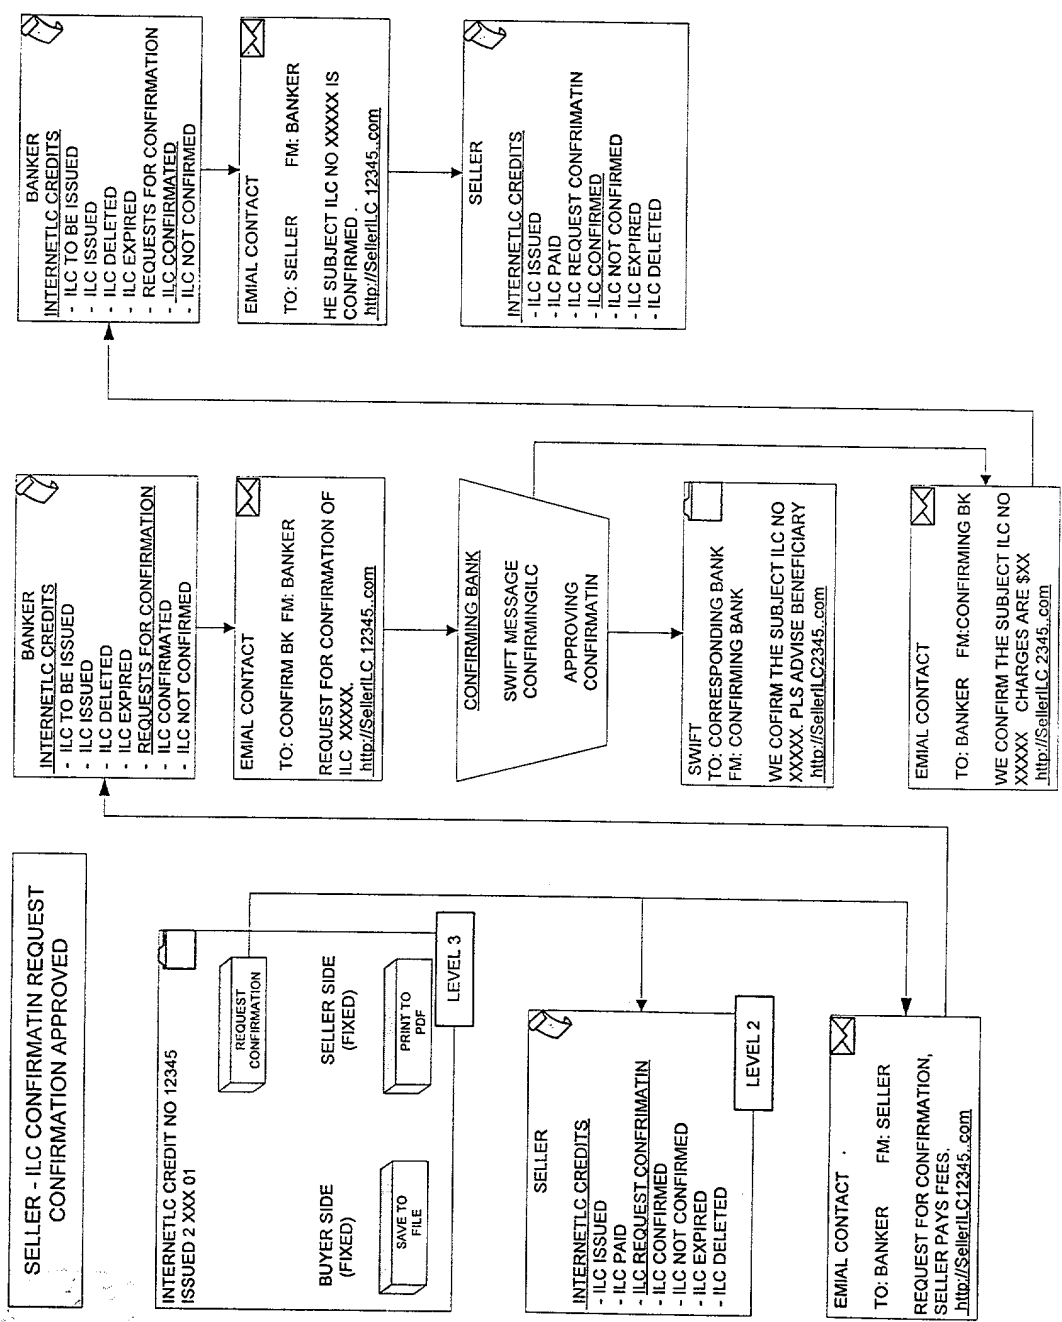 SELLER - ILC CONFIRMATIN REQUEST
CONFIRMATION APPROVED
INTERNETLC CREDIT NO 12345
ISSUED 2 XXX 01
REQUEST
CONFIRMATION
BUYER SIDE
(FIXED)
SELLER SIDE
(FIXED)
SAVE TO
FILE
PRINT TO
PDF
LEVEL 3
SELLER
INTERNETLC CREDITS
- ILC ISSUED
- ILC PAID
- ILC REQUEST CONFRIMATIN
- ILC CONFIRMED
- ILC NOT CONFIRMED
- ILC EXPIRED
- ILC DELETED
LEVEL 2
EMIAL CONTACT
TO: BANKER FM: SELLER
REQUEST FOR CONFIRMATION,
SELLER PAYS FEES.
http://SellerILC12345..com
BANKER
INTERNETLC CREDITS
- ILC TO BE ISSUED
- ILC ISSUED
- ILC DELETED
- ILC EXPIRED
- REQUESTS FOR CONFIRMATION
- ILC CONFIRMATED
- ILC NOT CONFIRMED
EMIAL CONTACT
TO: CONFIRM BK FM: BANKER
REQUEST FOR CONFIRMATION OF
ILC XXXXX.
http://SellerILC 12345..com
CONFIRMING BANK
SWIFT MESSAGE
CONFIRMINGILC
APPROVING
CONFIRMATIN
SWIFT
TO: CORRESPONDING BANK
FM: CONFIRMING BANK
WE COFIRM THE SUBJECT ILC NO
XXXXX. PLS ADVISE BENEFICIARY
http://SellerILC2345..com
EMIAL CONTACT
TO: BANKER FM:CONFIRMING BK
WE CONFIRM THE SUBJECT ILC NO
XXXXX CHARGES ARE $XX
http://SellerILC 2345..com
BANKER
INTERNETLC CREDITS
- ILC TO BE ISSUED
- ILC ISSUED
- ILC DELETED
- ILC EXPIRED
- REQUESTS FOR CONFIRMATION
- ILC CONFIRMATED
- ILC NOT CONFIRMED
EMIAL CONTACT
TO: SELLER FM: BANKER
HE SUBJECT ILC NO XXXXX IS
CONFIRMED .
http://SellerILC 12345..com
SELLER
INTERNETLC CREDITS
- ILC ISSUED
- ILC PAID
- ILC REQUEST CONFRIMATIN
- ILC CONFIRMED
- ILC NOT CONFIRMED
- ILC EXPIRED
- ILC DELETED